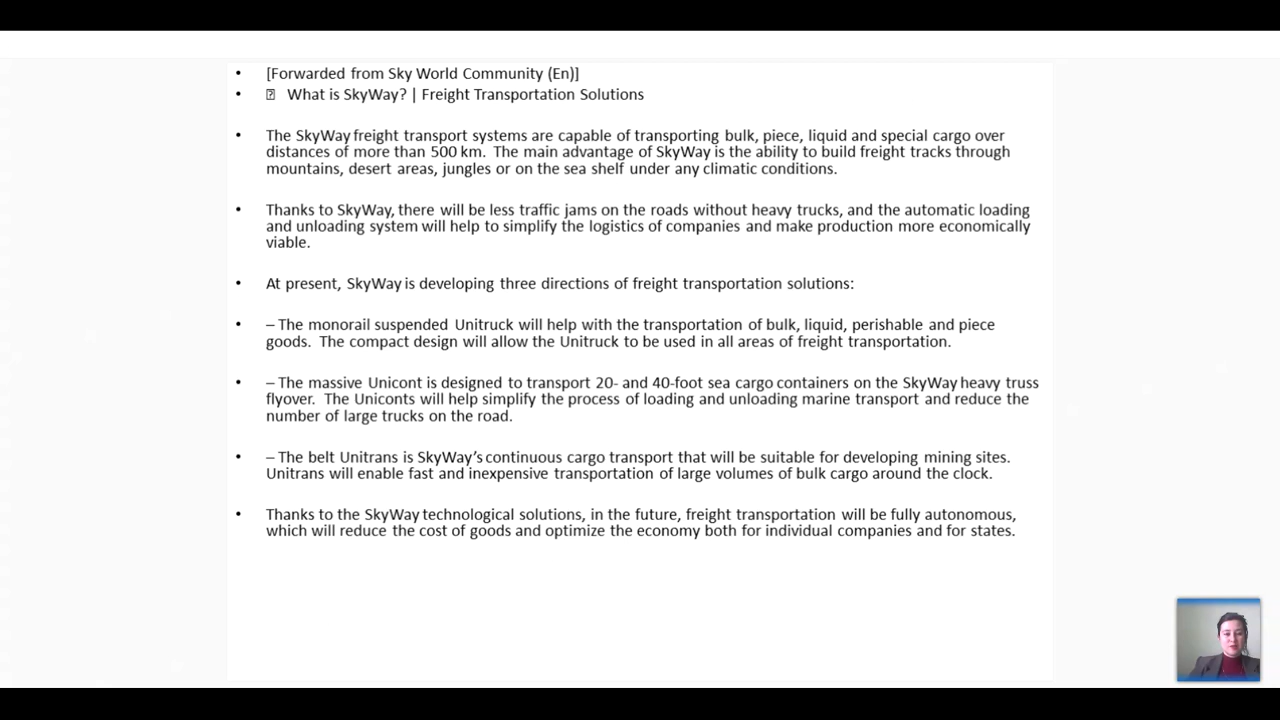 • [Forwarded from Sky World Community (En)]
• What is SkyWay? | Freight Transportation Solutions
• The SkyWay freight transport systems are capable of transporting bulk, piece, liquid and special cargo over
distances of more than 500 km. The main advantage of SkyWay is the ability to build freight tracks through
mountains, desert areas, jungles or on the sea shelf under any climatic conditions.
• Thanks to SkyWay, there will be less traffic jams on the roads without heavy trucks, and the automatic loading
and unloading system will help to simplify the logistics of companies and make production more economically
viable.
• At present, SkyWay is developing three directions of freight transportation solutions:
• – The monorail suspended Unitruck will help with the transportation of bulk, liquid, perishable and piece
goods. The compact design will allow the Unitruck to be used in all areas of freight transportation.
• – The massive Unicont is designed to transport 20- and 40-foot sea cargo containers on the SkyWay heavy truss
flyover. The Uniconts will help simplify the process of loading and unloading marine transport and reduce the
number of large trucks on the road.
• – The belt Unitrans is SkyWay's continuous cargo transport that will be suitable for developing mining sites.
Unitrans will enable fast and inexpensive transportation of large volumes of bulk cargo around the clock.
• Thanks to the SkyWay technological solutions, in the future, freight transportation will be fully autonomous,
which will reduce the cost of goods and optimize the economy both for individual companies and for states.